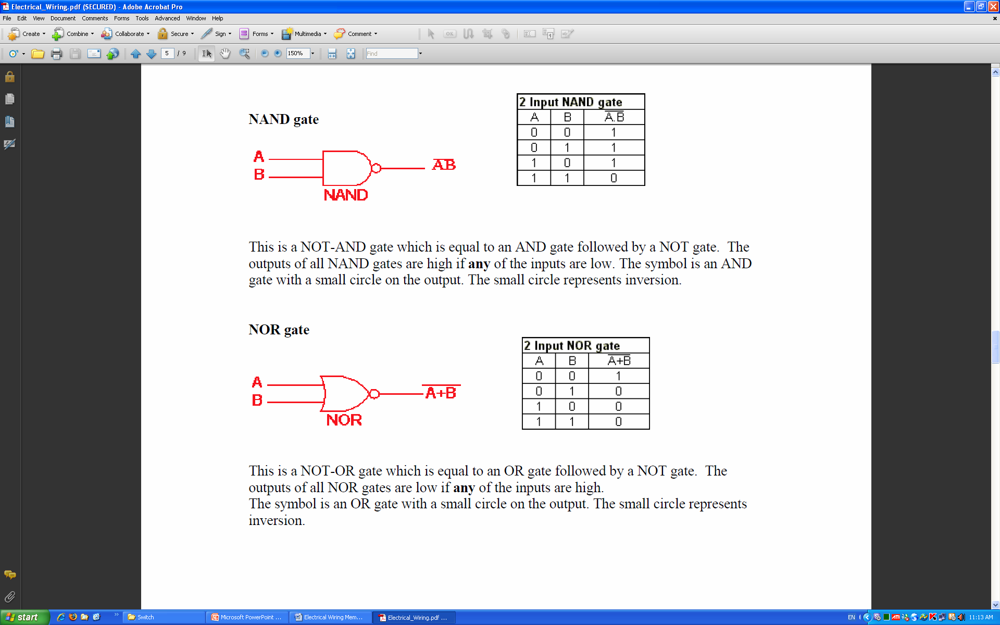 Electrical_Wiring.pdf (SECURED) - Adobe Acrobat Pro
File Edit View Document Comments Forms Tools Advanced Window Help
Create Combine Collaborate Secure Sign Forms Multimedia Comment OK
5 / 9 150% Find
NAND gate
A
B
NAND
A̅B̅
2 Input NAND gate
A B A̅.̅B̅
0 0 1
0 1 1
1 0 1
1 1 0
This is a NOT-AND gate which is equal to an AND gate followed by a NOT gate. The
outputs of all NAND gates are high if any of the inputs are low. The symbol is an AND
gate with a small circle on the output. The small circle represents inversion.
NOR gate
A
B
NOR
A̅+̅B̅
2 Input NOR gate
A B A̅+̅B̅
0 0 1
0 1 0
1 0 0
1 1 0
This is a NOT-OR gate which is equal to an OR gate followed by a NOT gate. The
outputs of all NOR gates are low if any of the inputs are high.
The symbol is an OR gate with a small circle on the output. The small circle represents
inversion.
start Switch Microsoft PowerPoint ... Electrical Wiring Mem... Electrical_Wiring.pdf ... EN ATI 11:13 AM